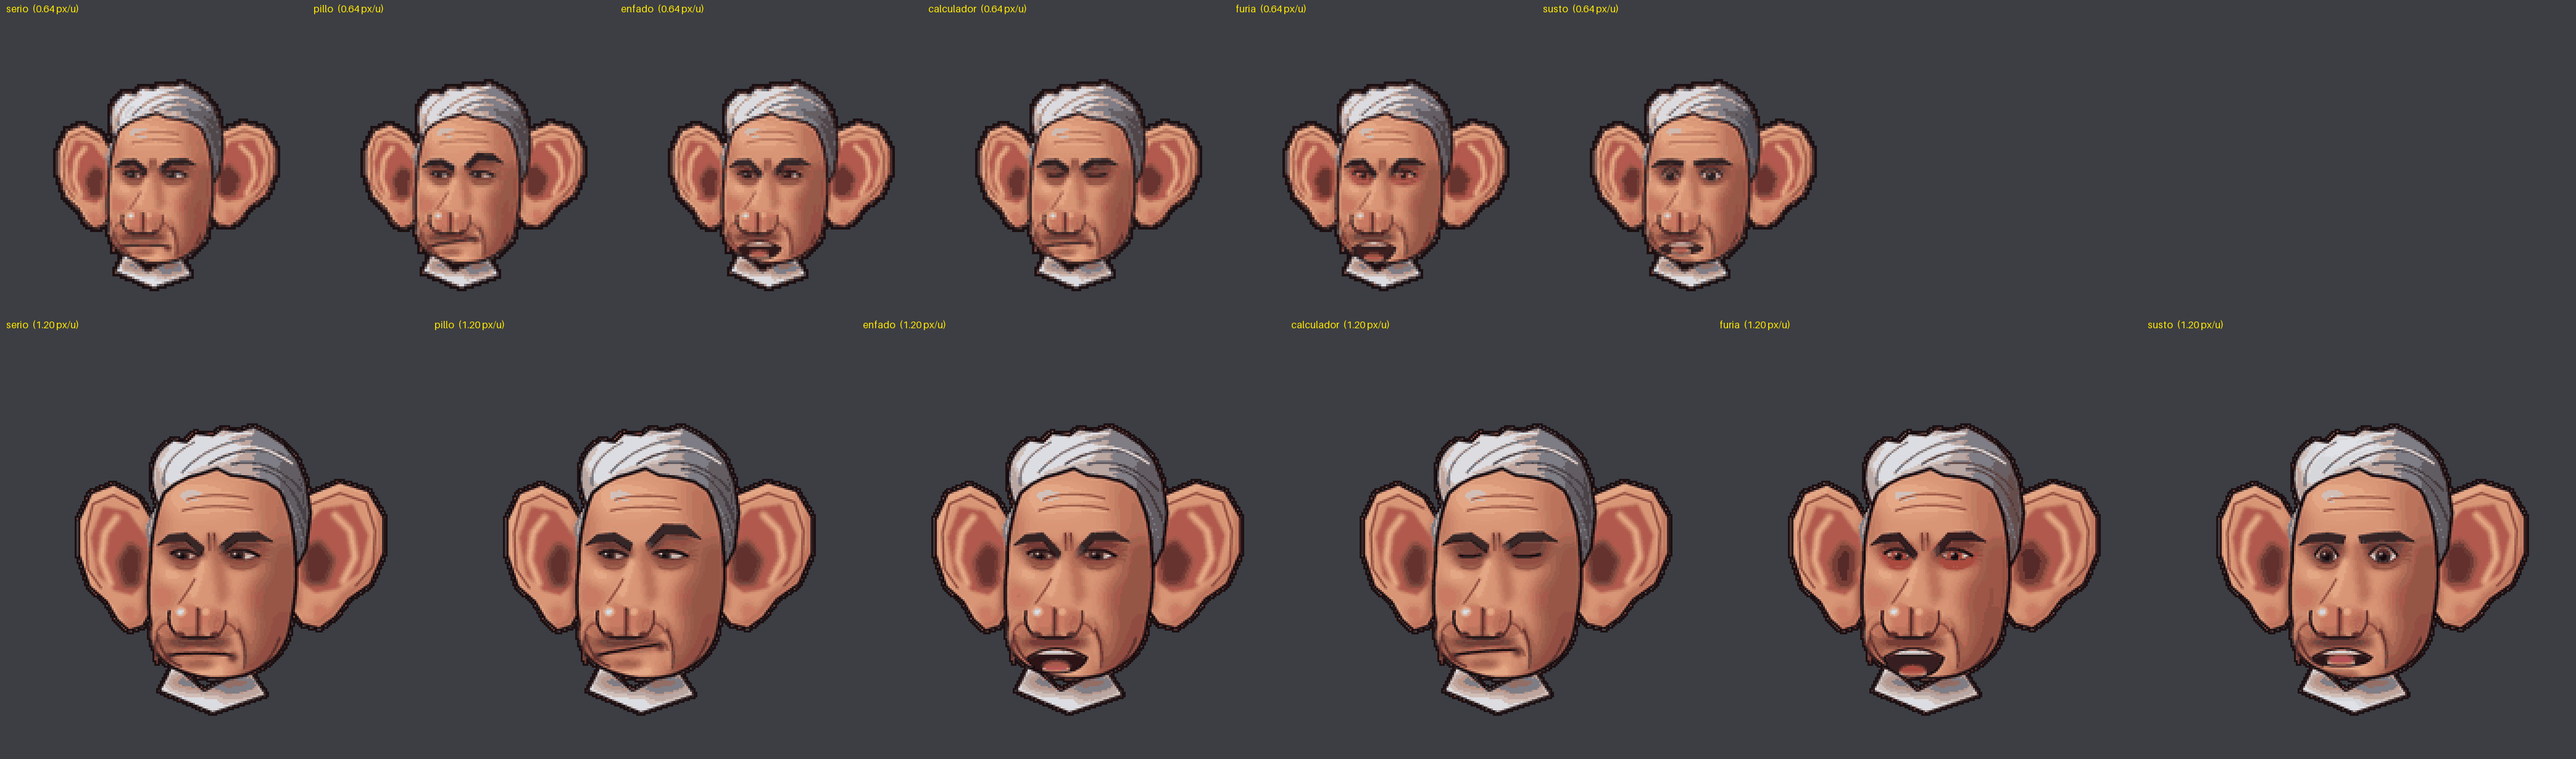 serio (0.64px/u)
pillo (0.64px/u)
enfado (0.64px/u)
calculador (0.64px/u)
furia (0.64px/u)
susto (0.64px/u)
serio (1.20px/u)
pillo (1.20px/u)
enfado (1.20px/u)
calculador (1.20px/u)
furia (1.20px/u)
susto (1.20px/u)